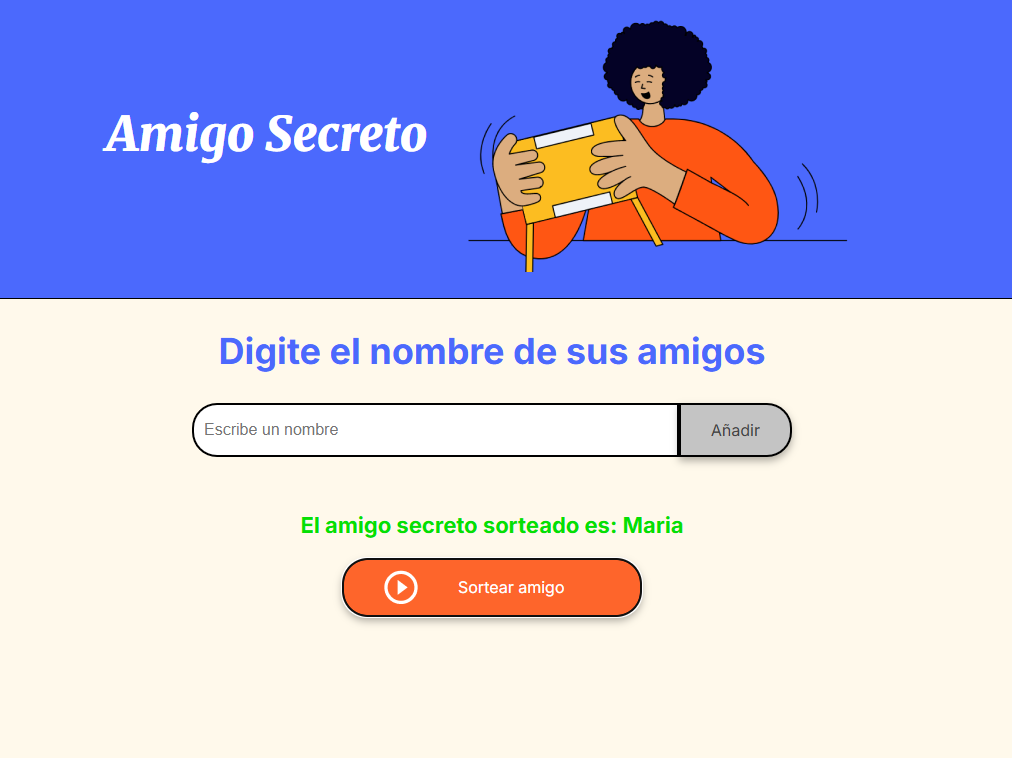 Amigo Secreto
Digite el nombre de sus amigos
Escribe un nombre
Añadir
El amigo secreto sorteado es: Maria
Sortear amigo